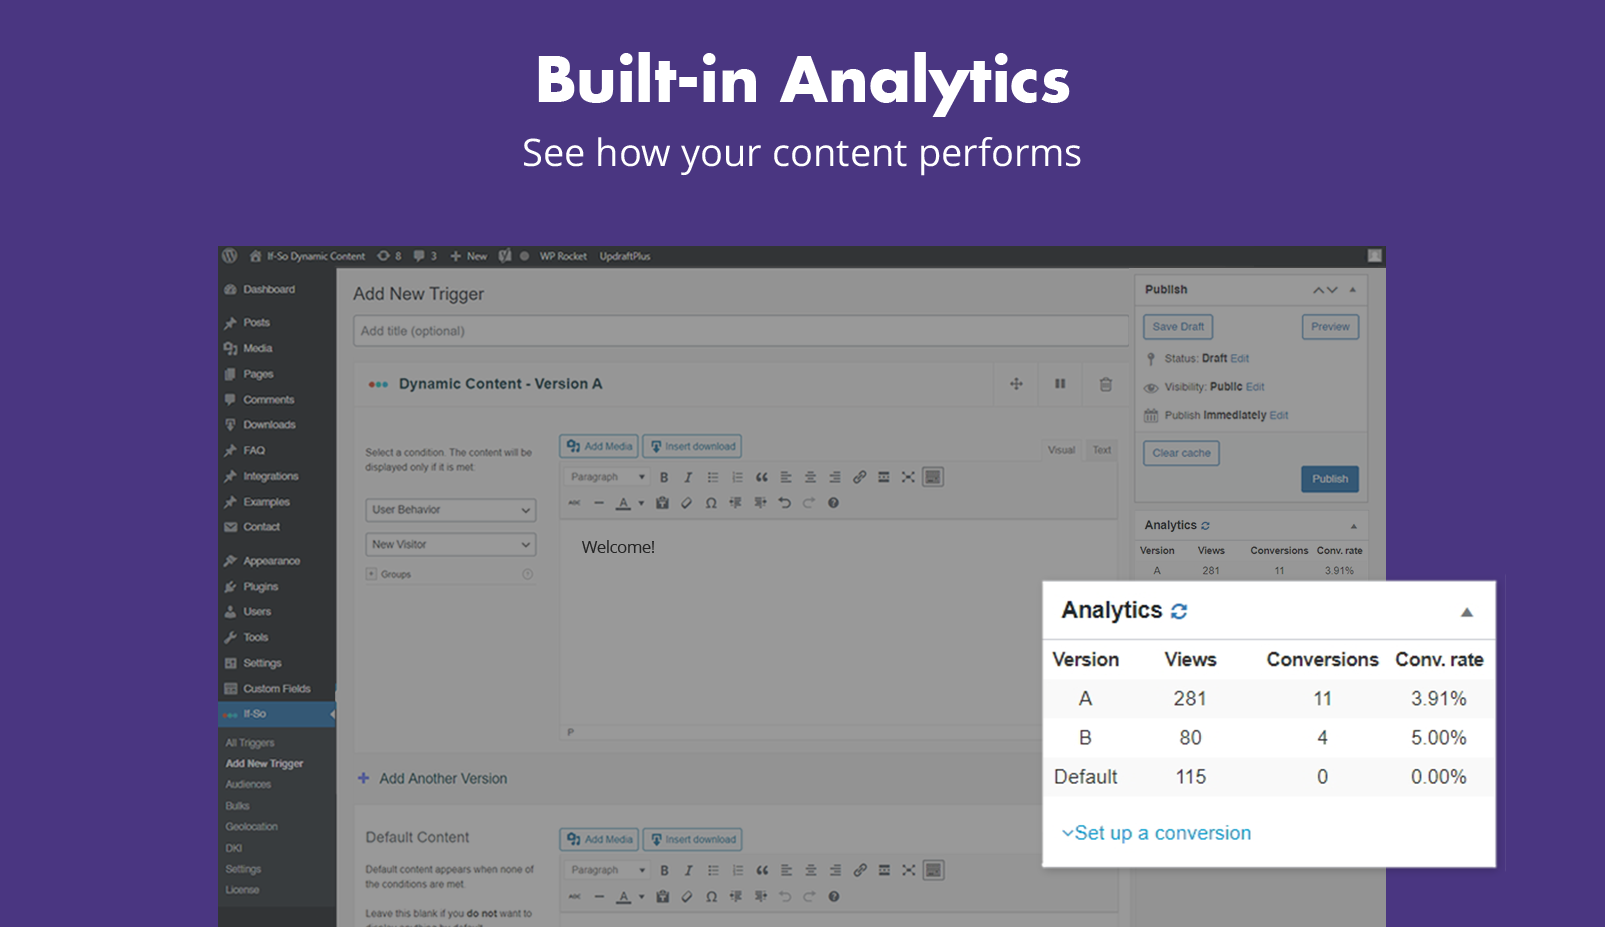 Built-in Analytics
See how your content performs
If-So Dynamic Content 8 3 New WP Rocket UpdraftPlus
Dashboard
Posts
Media
Pages
Comments
Downloads
FAQ
Integrations
Examples
Contact
Appearance
Plugins
Users
Tools
Settings
Custom Fields
If-So
All Triggers
Add New Trigger
Audiences
Bulks
Geolocation
DKI
Settings
License
Add New Trigger
Add title (optional)
Dynamic Content - Version A
Select a condition. The content will be
displayed only if it is met.
User Behavior
New Visitor
Groups
Add Media Insert download
Visual Text
Paragraph
Welcome!
P
Add Another Version
Default Content
Default content appears when none of
the conditions are met.
Leave this blank if you do not want to
display anything by default.
Add Media Insert download
Paragraph
Publish
Save Draft Preview
Status: Draft Edit
Visibility: Public Edit
Publish Immediately Edit
Clear cache
Publish
Analytics
Version Views Conversions Conv. rate
A 281 11 3.91%
Analytics
Version Views Conversions Conv. rate
A 281 11 3.91%
B 80 4 5.00%
Default 115 0 0.00%
Set up a conversion